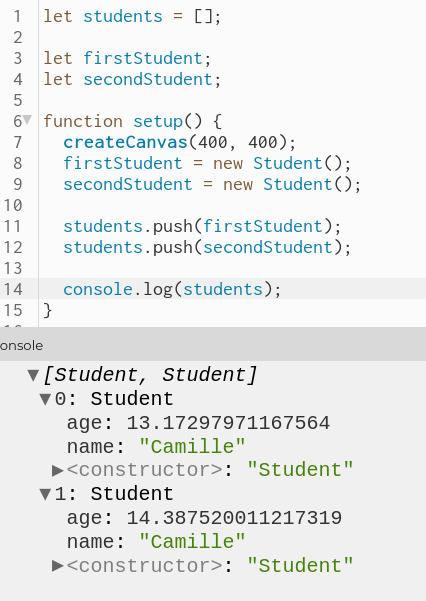 1 let students = [];
2
3 let firstStudent;
4 let secondStudent;
5
6 function setup() {
7 createCanvas(400, 400);
8 firstStudent = new Student();
9 secondStudent = new Student();
10
11 students.push(firstStudent);
12 students.push(secondStudent);
13
14 console.log(students);
15 }
onsole
▼[Student, Student]
▼0: Student
age: 13.17297971167564
name: "Camille"
▶<constructor>: "Student"
▼1: Student
age: 14.387520011217319
name: "Camille"
▶<constructor>: "Student"